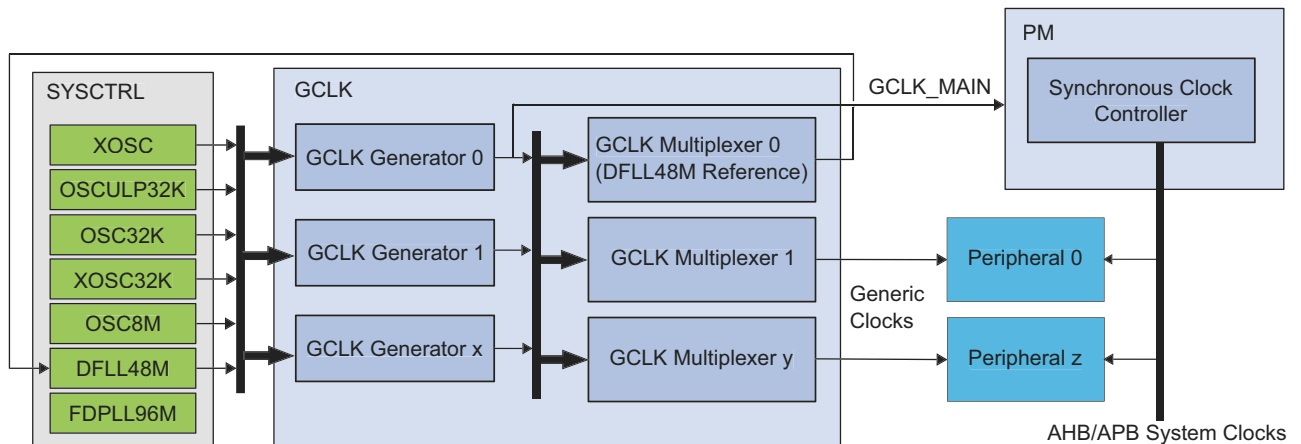 PM
Synchronous Clock
Controller
SYSCTRL
XOSC
OSCULP32K
OSC32K
XOSC32K
OSC8M
DFLL48M
FDPLL96M
GCLK
GCLK Generator 0
GCLK Generator 1
GCLK Generator x
GCLK Multiplexer 0
(DFLL48M Reference)
GCLK Multiplexer 1
GCLK Multiplexer y
GCLK_MAIN
Generic
Clocks
Peripheral 0
Peripheral z
AHB/APB System Clocks